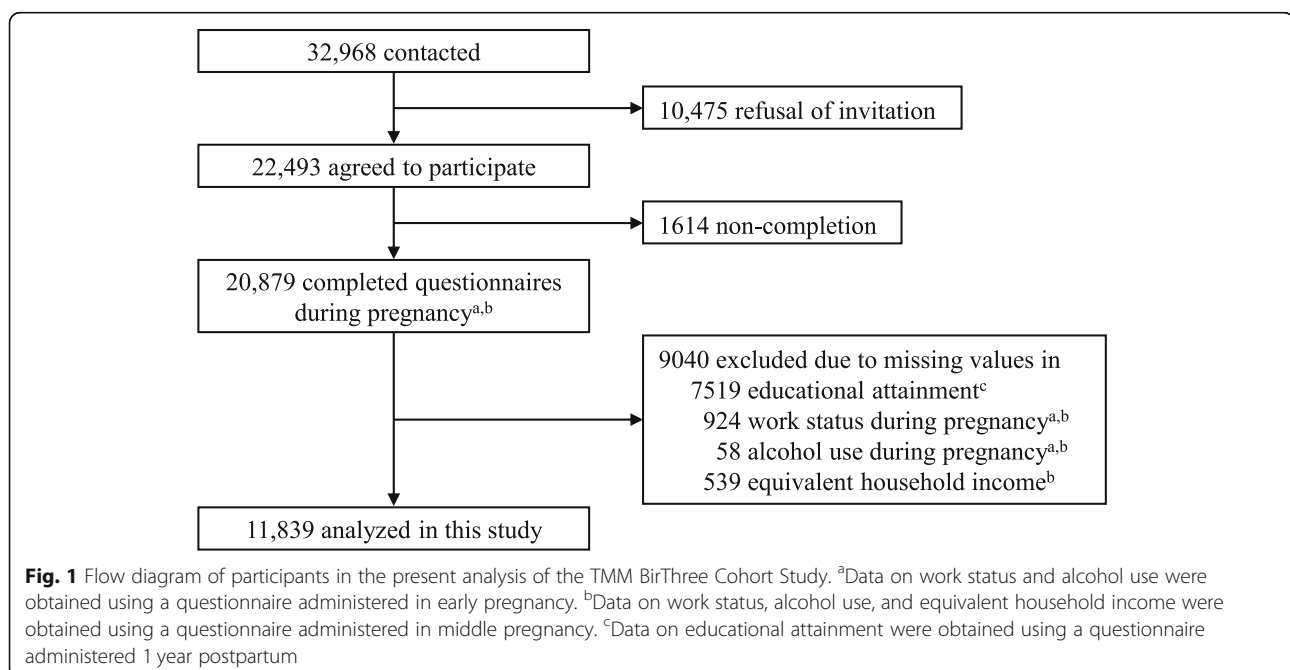 32,968 contacted
10,475 refusal of invitation
22,493 agreed to participate
1614 non-completion
20,879 completed questionnaires
during pregnancyᵃ,ᵇ
9040 excluded due to missing values in
7519 educational attainmentᶜ
924 work status during pregnancyᵃ,ᵇ
58 alcohol use during pregnancyᵃ,ᵇ
539 equivalent household incomeᵇ
11,839 analyzed in this study
Fig. 1 Flow diagram of participants in the present analysis of the TMM BirThree Cohort Study. ᵃData on work status and alcohol use were
obtained using a questionnaire administered in early pregnancy. ᵇData on work status, alcohol use, and equivalent household income were
obtained using a questionnaire administered in middle pregnancy. ᶜData on educational attainment were obtained using a questionnaire
administered 1 year postpartum